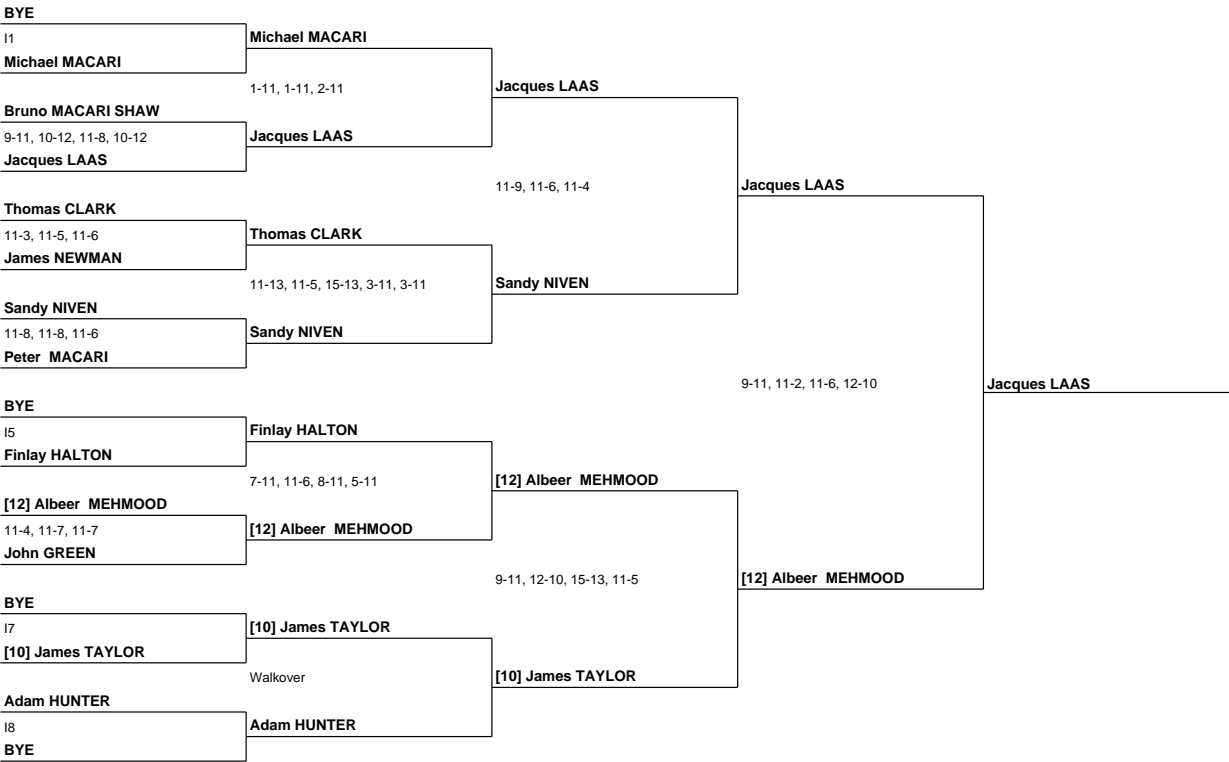 BYE
I1
Michael MACARI
Bruno MACARI SHAW
9-11, 10-12, 11-8, 10-12
Jacques LAAS
Thomas CLARK
11-3, 11-5, 11-6
James NEWMAN
Sandy NIVEN
11-8, 11-8, 11-6
Peter MACARI
BYE
I5
Finlay HALTON
[12] Albeer MEHMOOD
11-4, 11-7, 11-7
John GREEN
BYE
I7
[10] James TAYLOR
Adam HUNTER
I8
BYE
Michael MACARI
1-11, 1-11, 2-11
Jacques LAAS
Thomas CLARK
11-13, 11-5, 15-13, 3-11, 3-11
Sandy NIVEN
Finlay HALTON
7-11, 11-6, 8-11, 5-11
[12] Albeer MEHMOOD
[10] James TAYLOR
Walkover
Adam HUNTER
Jacques LAAS
11-9, 11-6, 11-4
Sandy NIVEN
[12] Albeer MEHMOOD
9-11, 12-10, 15-13, 11-5
[10] James TAYLOR
Jacques LAAS
9-11, 11-2, 11-6, 12-10
[12] Albeer MEHMOOD
Jacques LAAS